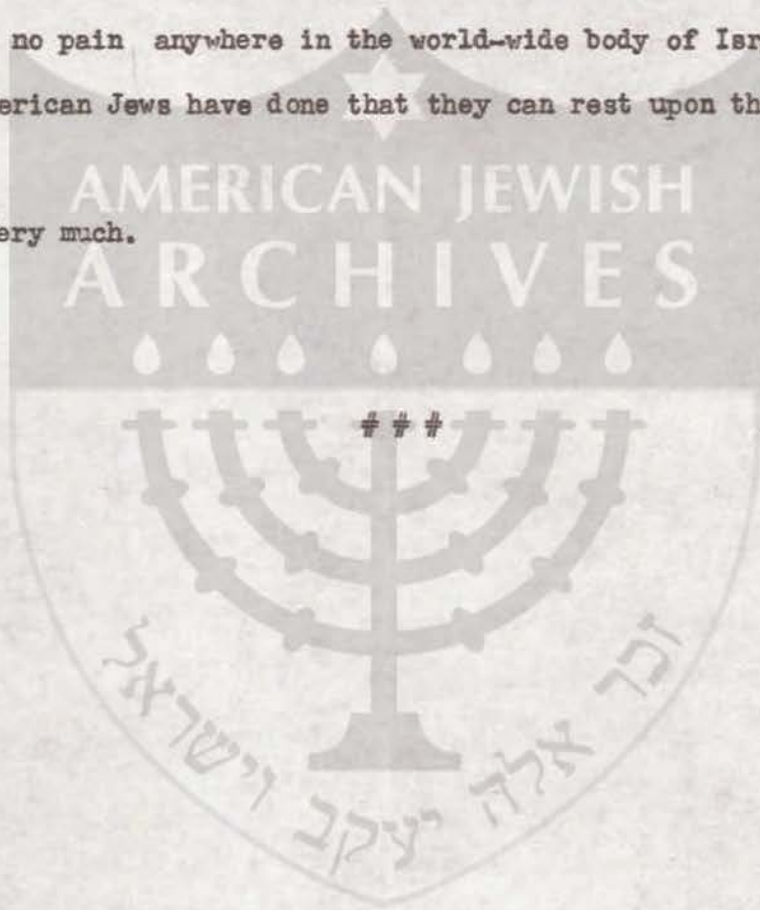 no pain anywhere in the world-wide body of Isr
erican Jews have done that they can rest upon th
AMERICAN JEWISH
ery much.
ARCHIVES
# # #
זכר אלה יעקב וישראל